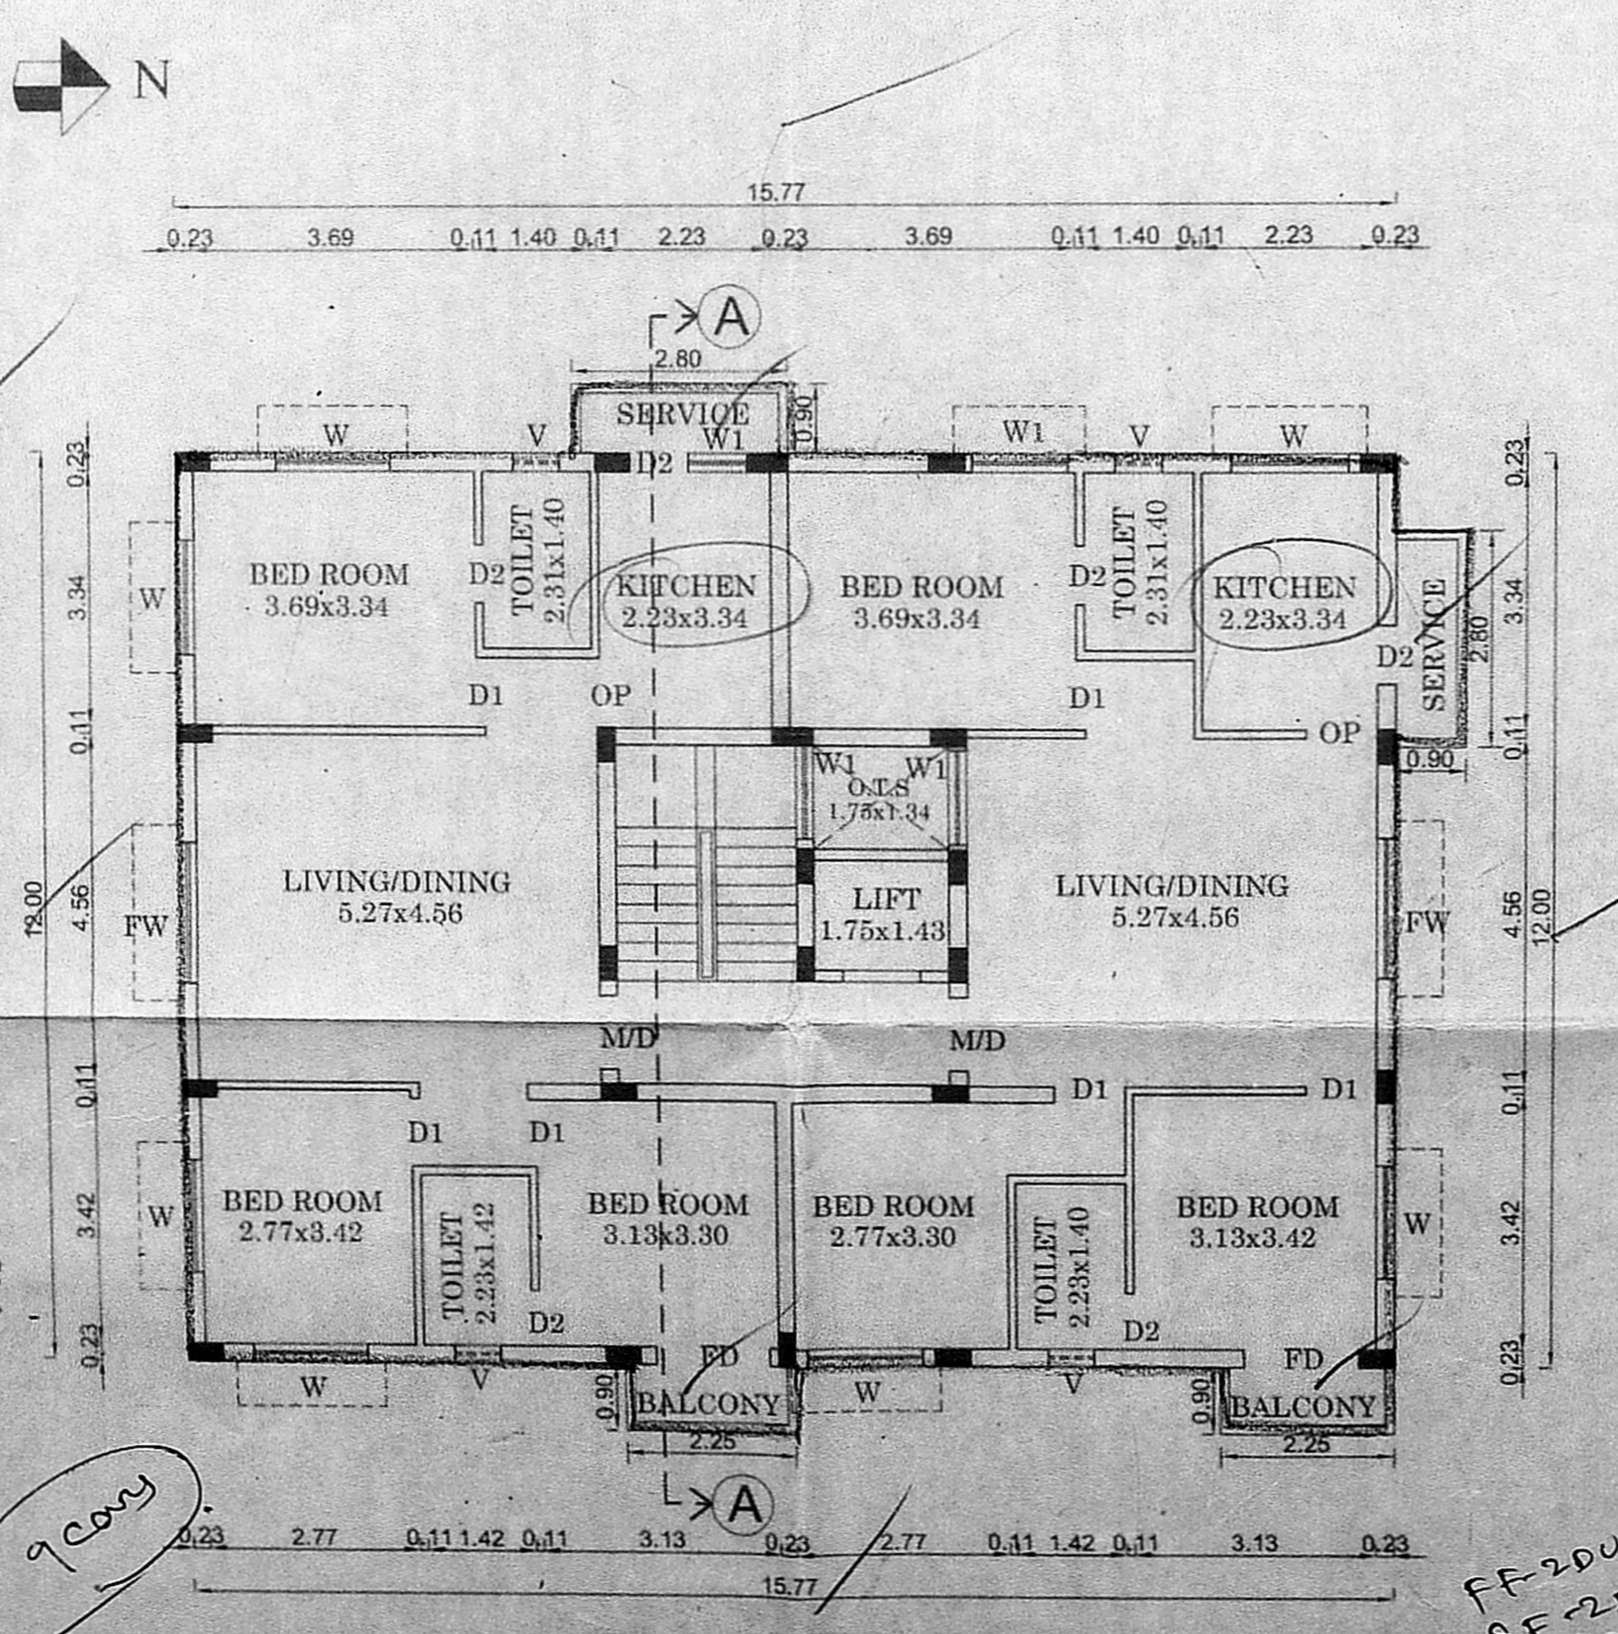 N
15.77
0.23 3.69 0.11 1.40 0.11 2.23 0.23 3.69 0.11 1.40 0.11 2.23 0.23
A
2.80
SERVICE
0.90
W V D2 W1 W1 V W
0.23 0.23
BED ROOM
3.69x3.34
D2
TOILET
2.31x1.40
KITCHEN
2.23x3.34
BED ROOM
3.69x3.34
D2
TOILET
2.31x1.40
KITCHEN
2.23x3.34
D2
SERVICE
2.80
W
3.34 3.34
D1 OP D1 OP
0.90
0.11 0.11
W1 W1
O.T.S
1.75x1.34
LIVING/DINING
5.27x4.56
LIFT
1.75x1.43
LIVING/DINING
5.27x4.56
FW FW
12.00 4.56 4.56 12.00
M/D M/D
0.11 D1 D1 0.11
D1 D1
BED ROOM
2.77x3.42
TOILET
2.23x1.42
BED ROOM
3.13x3.30
BED ROOM
2.77x3.30
TOILET
2.23x1.40
BED ROOM
3.13x3.42
W W
3.42 3.42
D2 D2
0.23 FD FD 0.23
W V W V
0.90 BALCONY 0.90 BALCONY
2.25 2.25
A
0.23 2.77 0.11 1.42 0.11 3.13 0.23 2.77 0.11 1.42 0.11 3.13 0.23
15.77